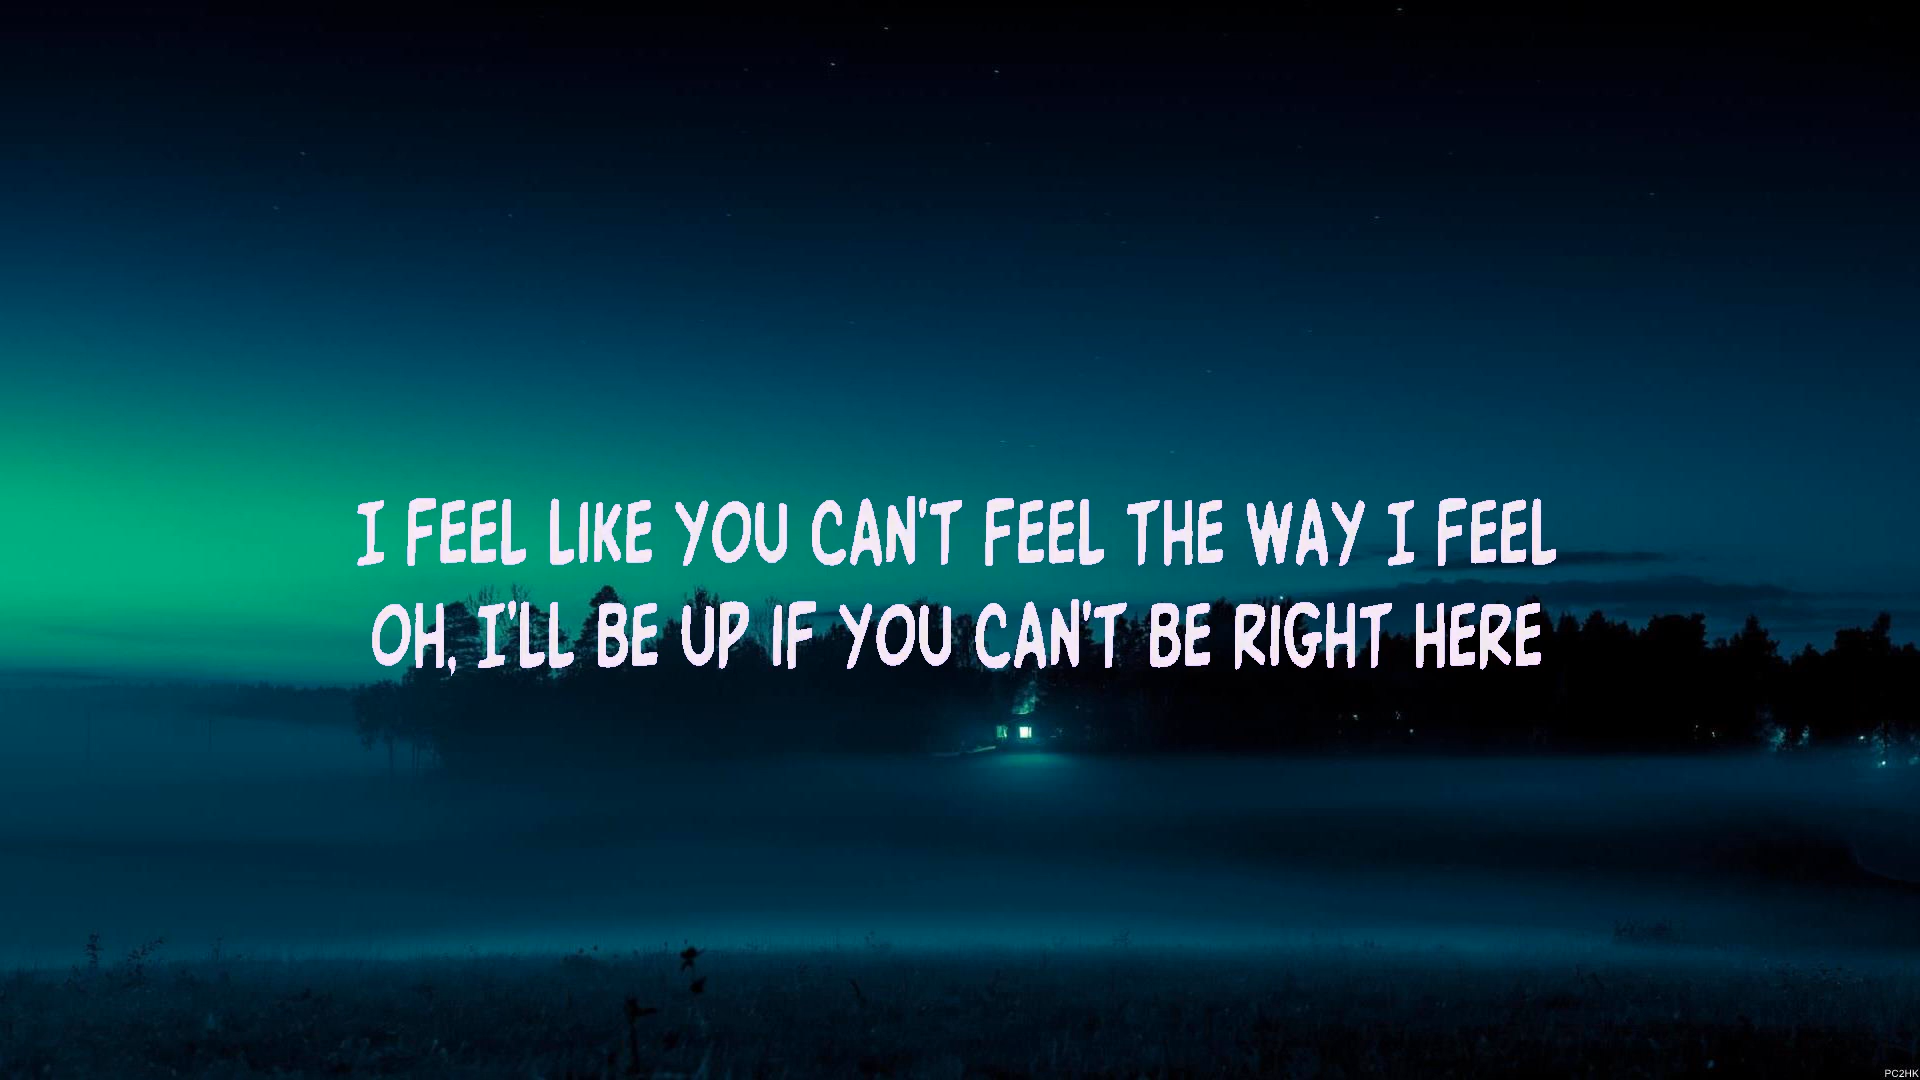 I FEEL LIKE YOU CAN'T FEEL THE WAY I FEEL
OH, I'LL BE UP IF YOU CAN'T BE RIGHT HERE
PC2HK